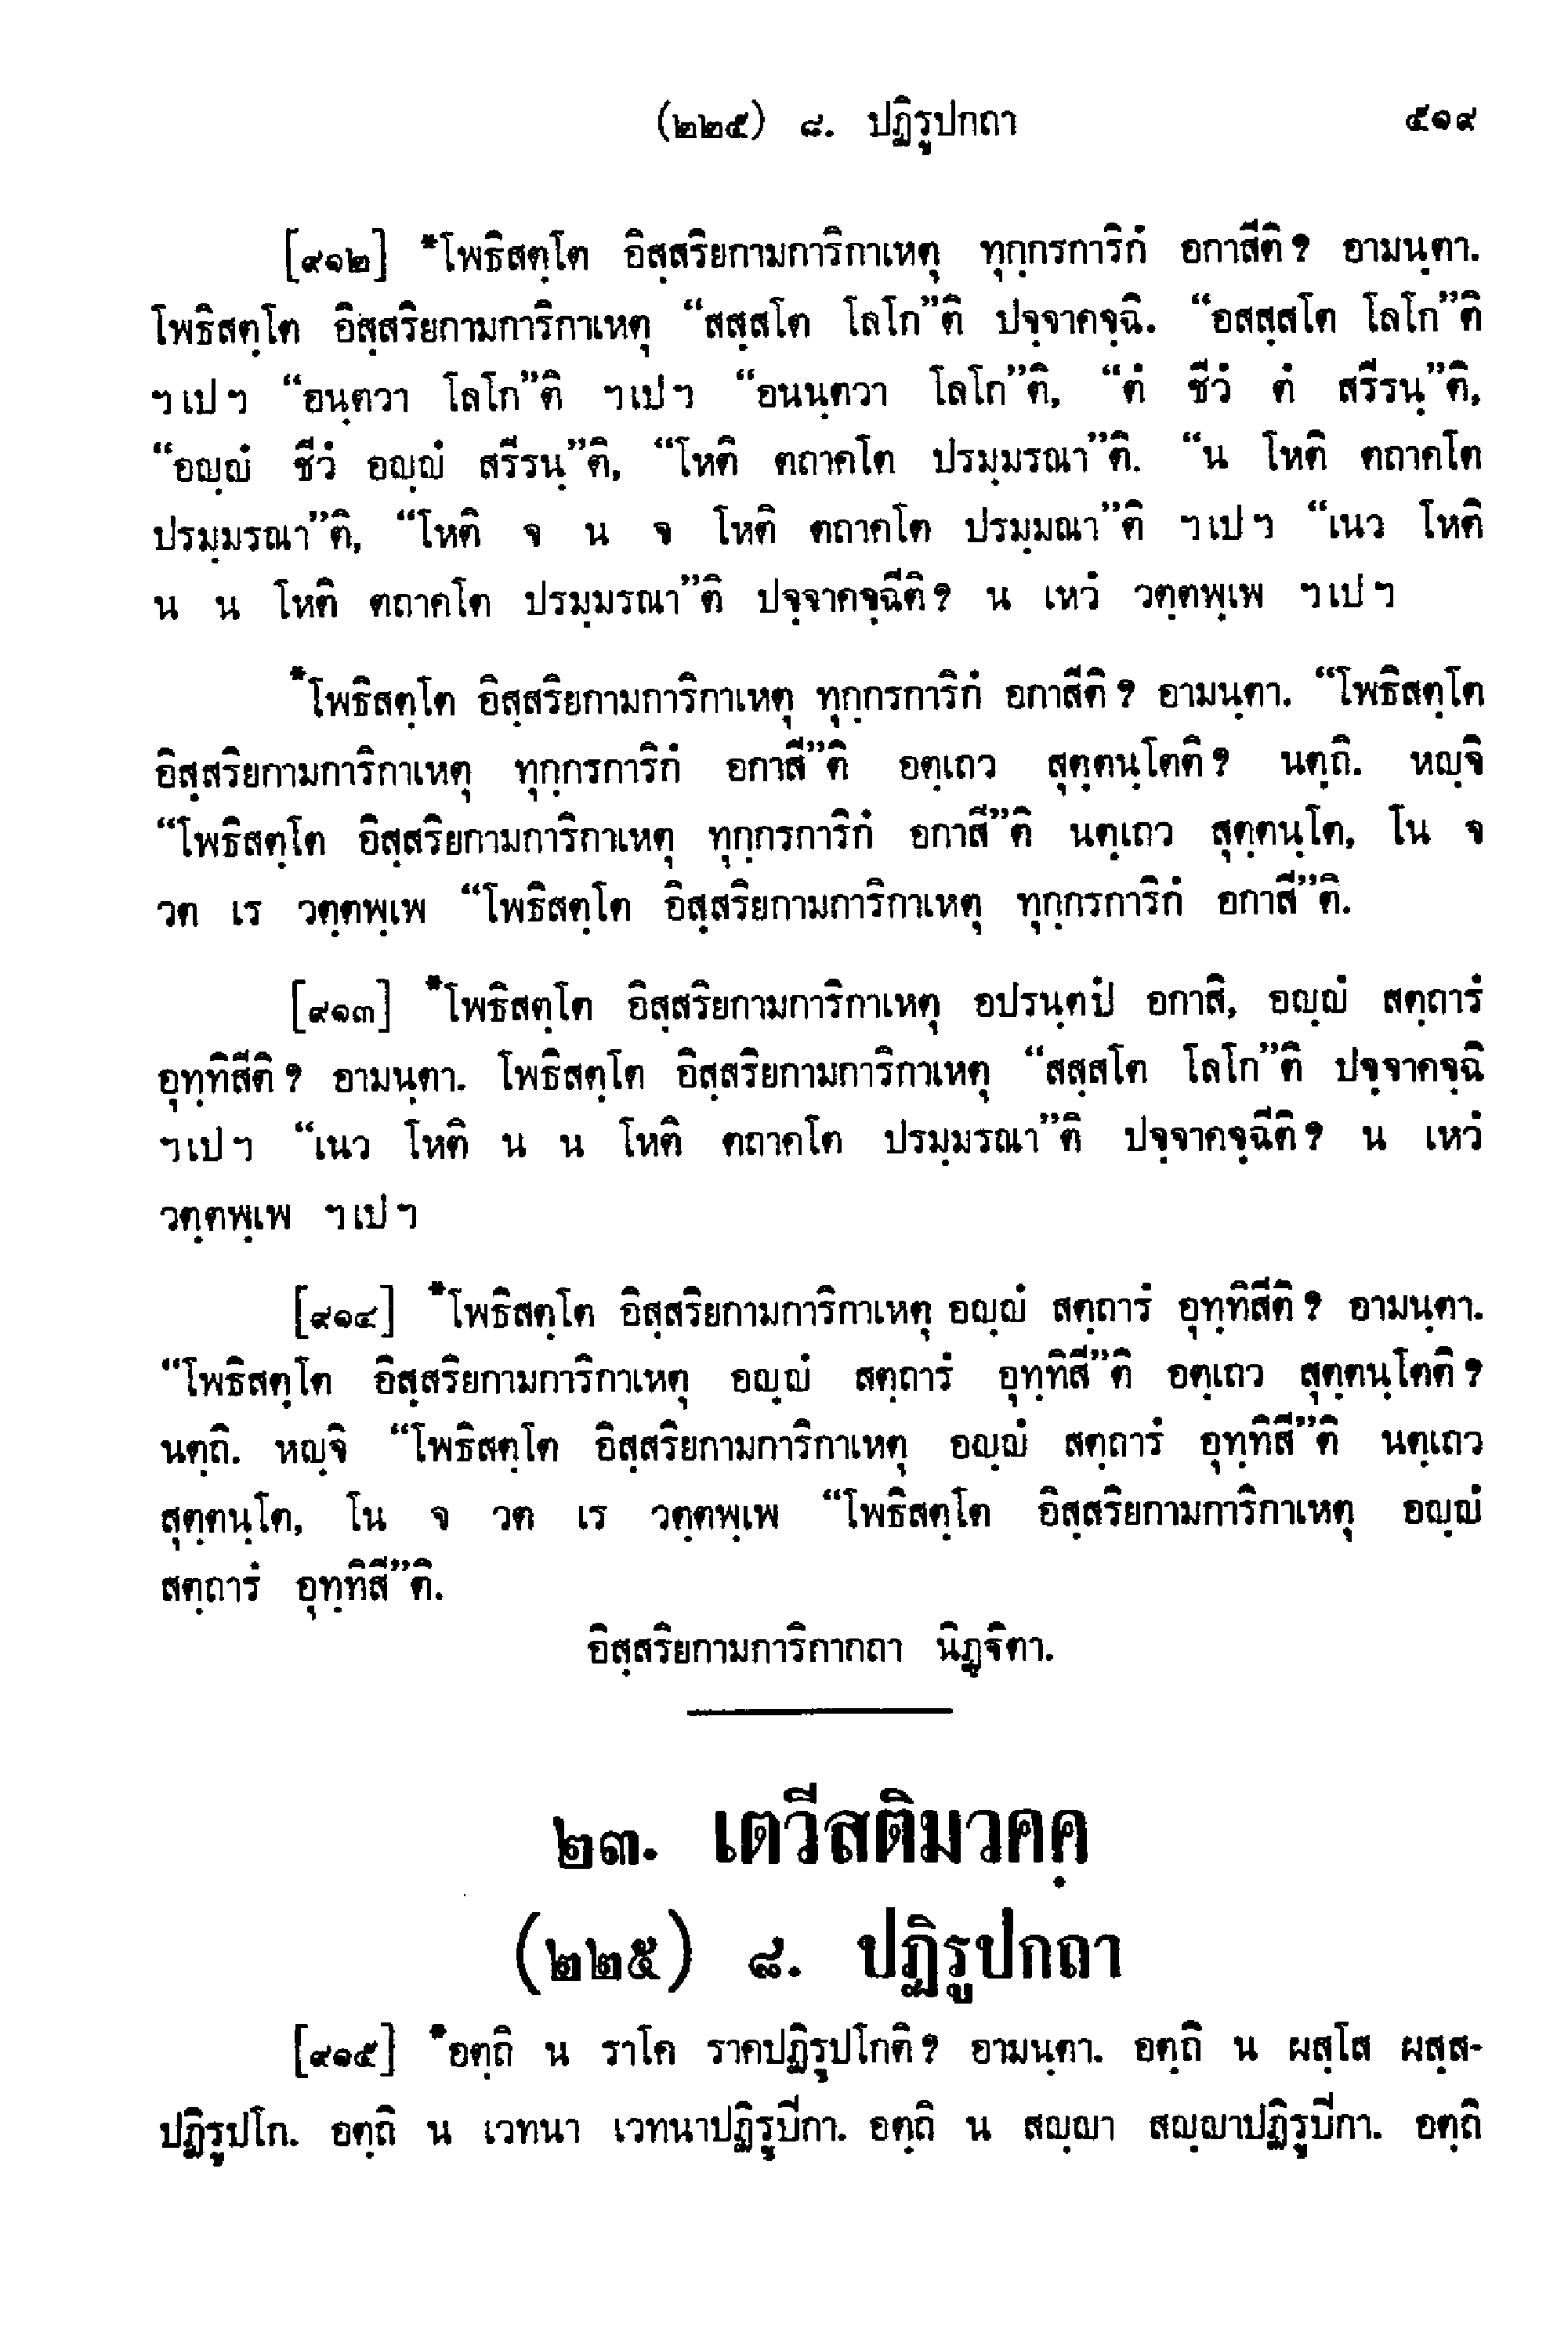 (๒๒๕) ๘. ปฏิรูปกถา ๕๑๙
[๙๑๒] *โพธิสตฺโต อิสฺสริยกามการิกาเหตุ ทุกฺกรการิกํ อกาสีติ? อามนฺตา.
โพธิสตฺโต อิสฺสริยกามการิกาเหตุ “สสฺสโต โลโก”ติ ปจฺจาคจฺฉิ. “อสสฺสโต โลโก”ติ
ฯเปฯ “อนฺตวา โลโก”ติ ฯเปฯ “อนนฺตวา โลโก”ติ, “ตํ ชีวํ ตํ สรีรนฺ”ติ,
“อญฺญํ ชีวํ อญฺญํ สรีรนฺ”ติ, “โหติ ตถาคโต ปรมฺมรณา”ติ. “น โหติ ตถาคโต
ปรมฺมรณา”ติ, “โหติ จ น จ โหติ ตถาคโต ปรมฺมณา”ติ ฯเปฯ “เนว โหติ
น น โหติ ตถาคโต ปรมฺมรณา”ติ ปจฺจาคจฺฉีติ? น เหวํ วตฺตพฺเพ ฯเปฯ
*โพธิสตฺโต อิสฺสริยกามการิกาเหตุ ทุกฺกรการิกํ อกาสีติ? อามนฺตา. “โพธิสตฺโต
อิสฺสริยกามการิกาเหตุ ทุกฺกรการิกํ อกาสี”ติ อตฺเถว สุตฺตนฺโตติ? นตฺถิ. หญฺจิ
“โพธิสตฺโต อิสฺสริยกามการิกาเหตุ ทุกฺกรการิกํ อกาสี”ติ นตฺเถว สุตฺตนฺโต, โน จ
วต เร วตฺตพฺเพ “โพธิสตฺโต อิสฺสริยกามการิกาเหตุ ทุกฺกรการิกํ อกาสี”ติ.
[๙๑๓] *โพธิสตฺโต อิสฺสริยกามการิกาเหตุ อปรนฺตปํ อกาสิ, อญฺญํ สตฺถารํ
อุทฺทิสีติ? อามนฺตา. โพธิสตฺโต อิสฺสริยกามการิกาเหตุ “สสฺสโต โลโก”ติ ปจฺจาคจฺฉิ
ฯเปฯ “เนว โหติ น น โหติ ตถาคโต ปรมฺมรณา”ติ ปจฺจาคจฺฉีติ? น เหวํ
วตฺตพฺเพ ฯเปฯ
[๙๑๔] *โพธิสตฺโต อิสฺสริยกามการิกาเหตุ อญฺญํ สตฺถารํ อุทฺทิสีติ? อามนฺตา.
“โพธิสตฺโต อิสฺสริยกามการิกาเหตุ อญฺญํ สตฺถารํ อุทฺทิสี”ติ อตฺเถว สุตฺตนฺโตติ?
นตฺถิ. หญฺจิ “โพธิสตฺโต อิสฺสริยกามการิกาเหตุ อญฺญํ สตฺถารํ อุทฺทิสี”ติ นตฺเถว
สุตฺตนฺโต, โน จ วต เร วตฺตพฺเพ “โพธิสตฺโต อิสฺสริยกามการิกาเหตุ อญฺญํ
สตฺถารํ อุทฺทิสี”ติ.
อิสฺสริยกามการิกากถา นิฏฺฐิตา.
๒๓. เตวีสติมวคฺค
(๒๒๕) ๘. ปฏิรูปกถา
[๙๑๕] *อตฺถิ น ราโค ราคปฏิรูปโกติ? อามนฺตา. อตฺถิ น ผสฺโส ผสฺส-
ปฏิรูปโก. อตฺถิ น เวทนา เวทนาปฏิรูปีกา. อตฺถิ น สญฺญา สญฺญาปฏิรูปีกา. อตฺถิ